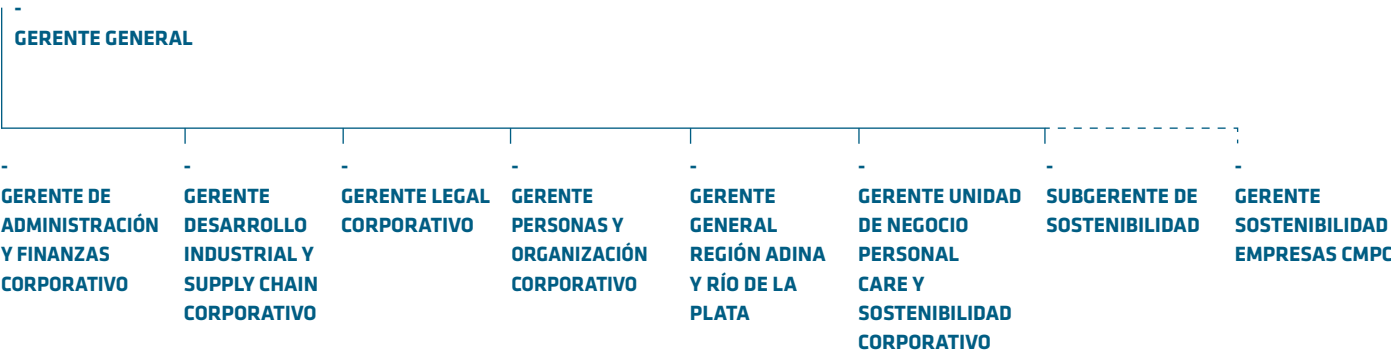 -
GERENTE GENERAL
-
GERENTE DE
ADMINISTRACIÓN
Y FINANZAS
CORPORATIVO
-
GERENTE
DESARROLLO
INDUSTRIAL Y
SUPPLY CHAIN
CORPORATIVO
-
GERENTE LEGAL
CORPORATIVO
-
GERENTE
PERSONAS Y
ORGANIZACIÓN
CORPORATIVO
-
GERENTE
GENERAL
REGIÓN ADINA
Y RÍO DE LA
PLATA
-
GERENTE UNIDAD
DE NEGOCIO
PERSONAL
CARE Y
SOSTENIBILIDAD
CORPORATIVO
-
SUBGERENTE DE
SOSTENIBILIDAD
-
GERENTE
SOSTENIBILIDAD
EMPRESAS CMPC